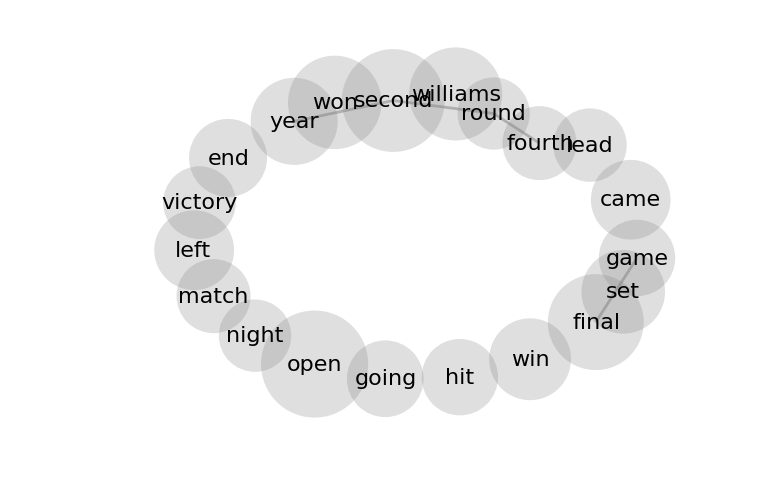 williams
won
second
round
year
fourth
lead
end
came
victory
left
game
set
match
final
night
win
open
going
hit